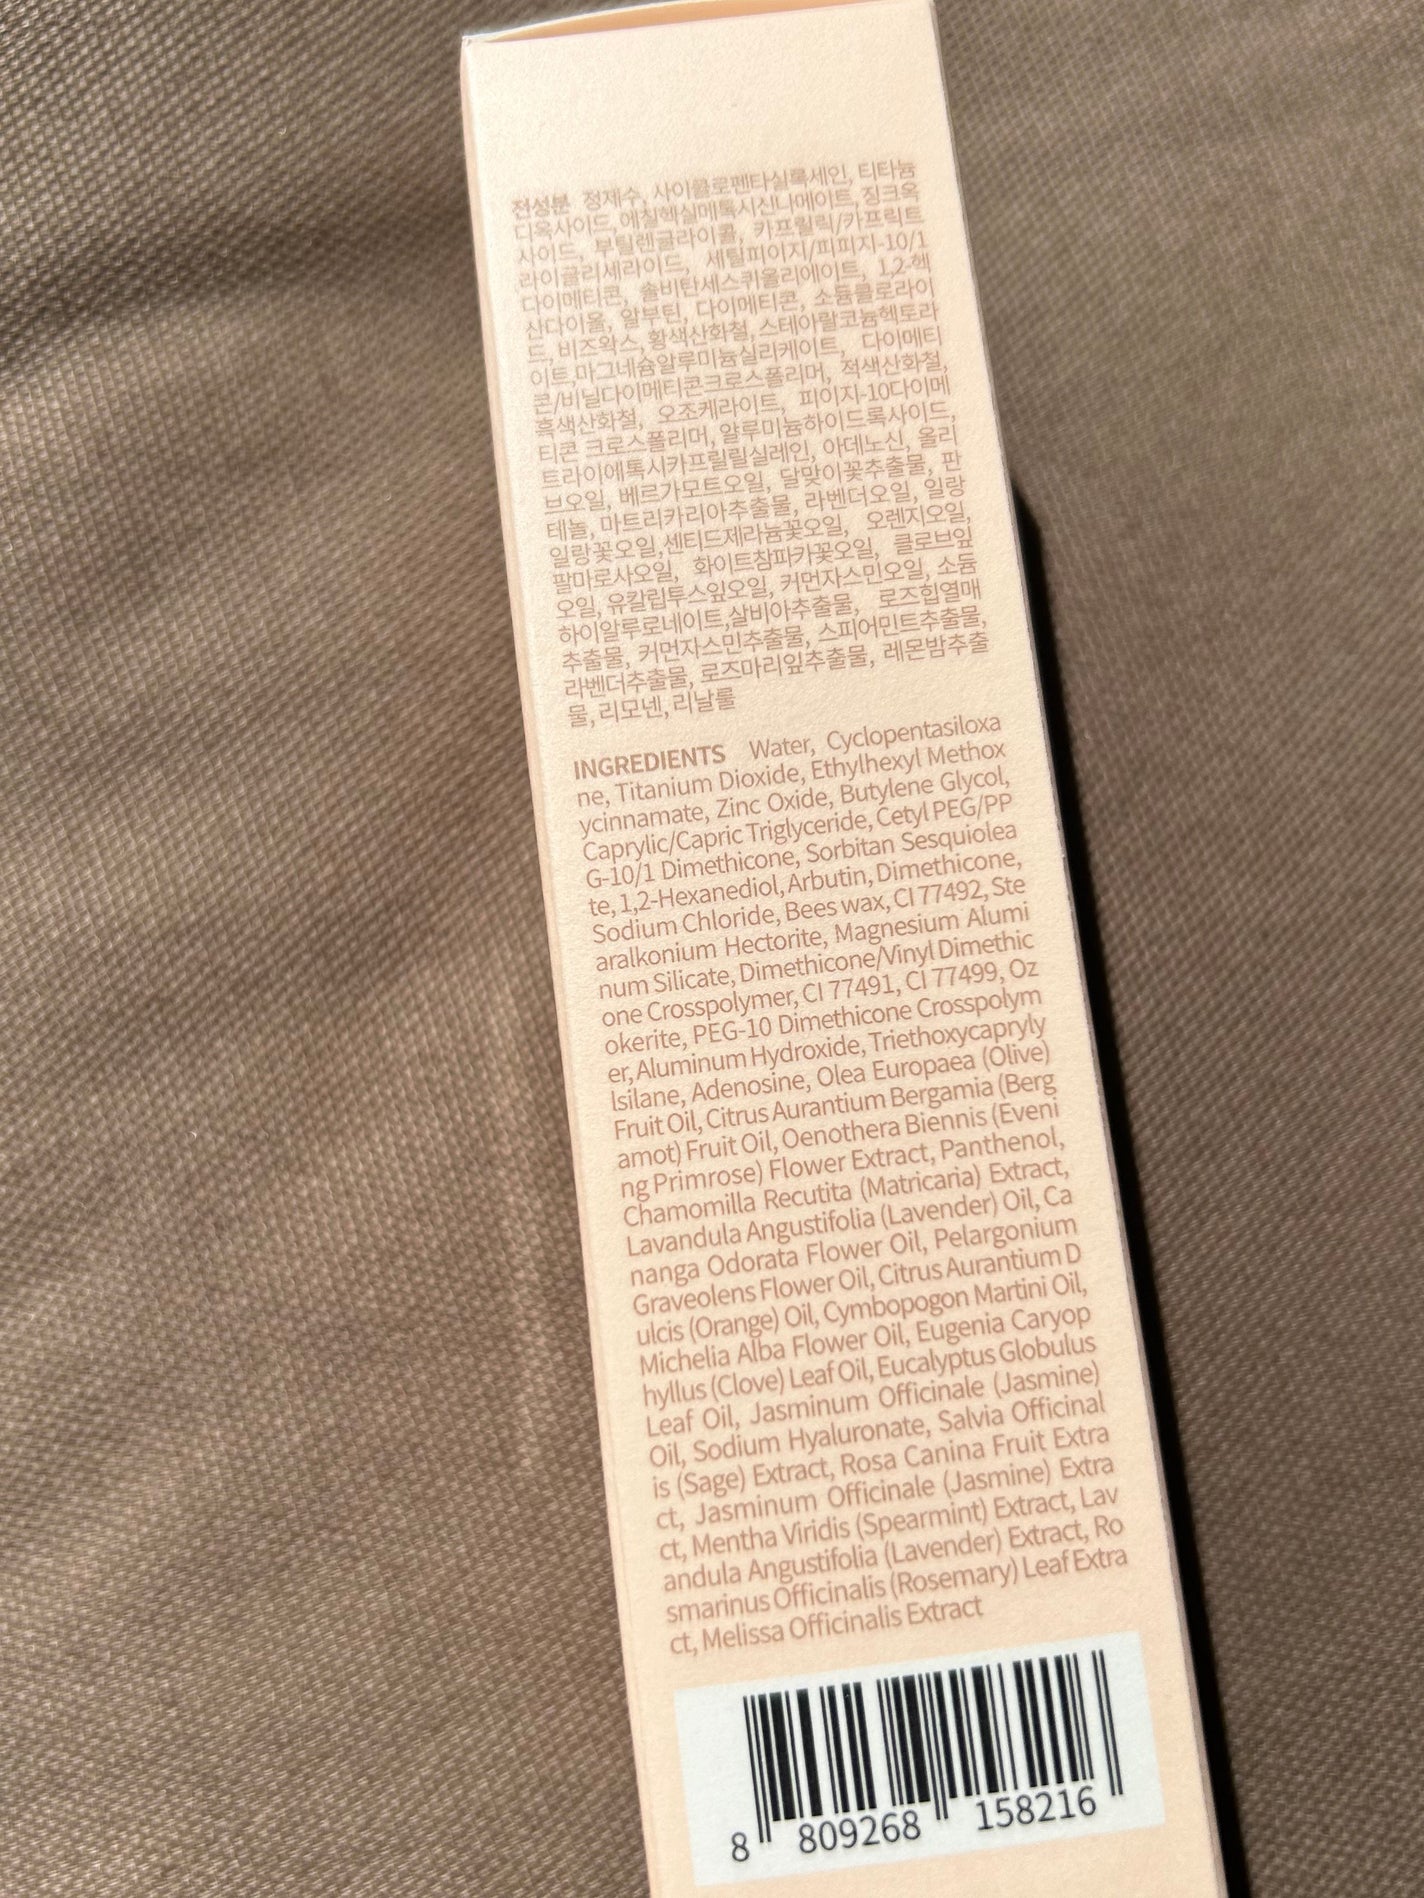 전성분 정제수, 사이클로펜타실록세인, 티타늄
디옥사이드, 에칠헥실메톡시신나메이트, 징크옥
사이드, 부틸렌글라이콜, 카프릴릭/카프릭트
라이글리세라이드, 세틸피이지/피피지-10/1
다이메티콘, 솔비탄세스퀴올리에이트, 1,2-헥
산다이올, 알부틴, 다이메티콘, 소듐클로라이
드, 비즈왁스, 황색산화철, 스테아랄코늄헥토라
이트,마그네슘알루미늄실리케이트, 다이메티
콘/비닐다이메티콘크로스폴리머, 적색산화철,
흑색산화철, 오조케라이트, 피이지-10다이메
티콘 크로스폴리머, 알루미늄하이드록사이드,
트라이에톡시카프릴릴실레인, 아데노신, 올리
브오일, 베르가모트오일, 달맞이꽃추출물, 판
테놀, 마트리카리아추출물, 라벤더오일, 일랑
일랑꽃오일,센티드제라늄꽃오일, 오렌지오일,
팔마로사오일, 화이트참파카꽃오일, 클로브잎
오일, 유칼립투스잎오일, 커먼자스민오일, 소듐
하이알루로네이트,살비아추출물, 로즈힙열매
추출물, 커먼자스민추출물, 스피어민트추출물,
라벤더추출물, 로즈마리잎추출물, 레몬밤추출
물, 리모넨, 리날룰
INGREDIENTS Water, Cyclopentasiloxa
ne, Titanium Dioxide, Ethylhexyl Methox
ycinnamate, Zinc Oxide, Butylene Glycol,
Caprylic/Capric Triglyceride, Cetyl PEG/PP
G-10/1 Dimethicone, Sorbitan Sesquiolea
te, 1,2-Hexanediol, Arbutin, Dimethicone,
Sodium Chloride, Bees wax, CI 77492, Ste
aralkonium Hectorite, Magnesium Alumi
num Silicate, Dimethicone/Vinyl Dimethic
one Crosspolymer, CI 77491, CI 77499, Oz
okerite, PEG-10 Dimethicone Crosspolym
er, Aluminum Hydroxide, Triethoxycapryly
lsilane, Adenosine, Olea Europaea (Olive)
Fruit Oil, Citrus Aurantium Bergamia (Berg
amot) Fruit Oil, Oenothera Biennis (Eveni
ng Primrose) Flower Extract, Panthenol,
Chamomilla Recutita (Matricaria) Extract,
Lavandula Angustifolia (Lavender) Oil, Ca
nanga Odorata Flower Oil, Pelargonium
Graveolens Flower Oil, Citrus Aurantium D
ulcis (Orange) Oil, Cymbopogon Martini Oil,
Michelia Alba Flower Oil, Eugenia Caryop
hyllus (Clove) Leaf Oil, Eucalyptus Globulus
Leaf Oil, Jasminum Officinale (Jasmine)
Oil, Sodium Hyaluronate, Salvia Officinal
is (Sage) Extract, Rosa Canina Fruit Extra
ct, Jasminum Officinale (Jasmine) Extra
ct, Mentha Viridis (Spearmint) Extract, Lav
andula Angustifolia (Lavender) Extract, Ro
smarinus Officinalis (Rosemary) Leaf Extra
ct, Melissa Officinalis Extract
8 809268 158216